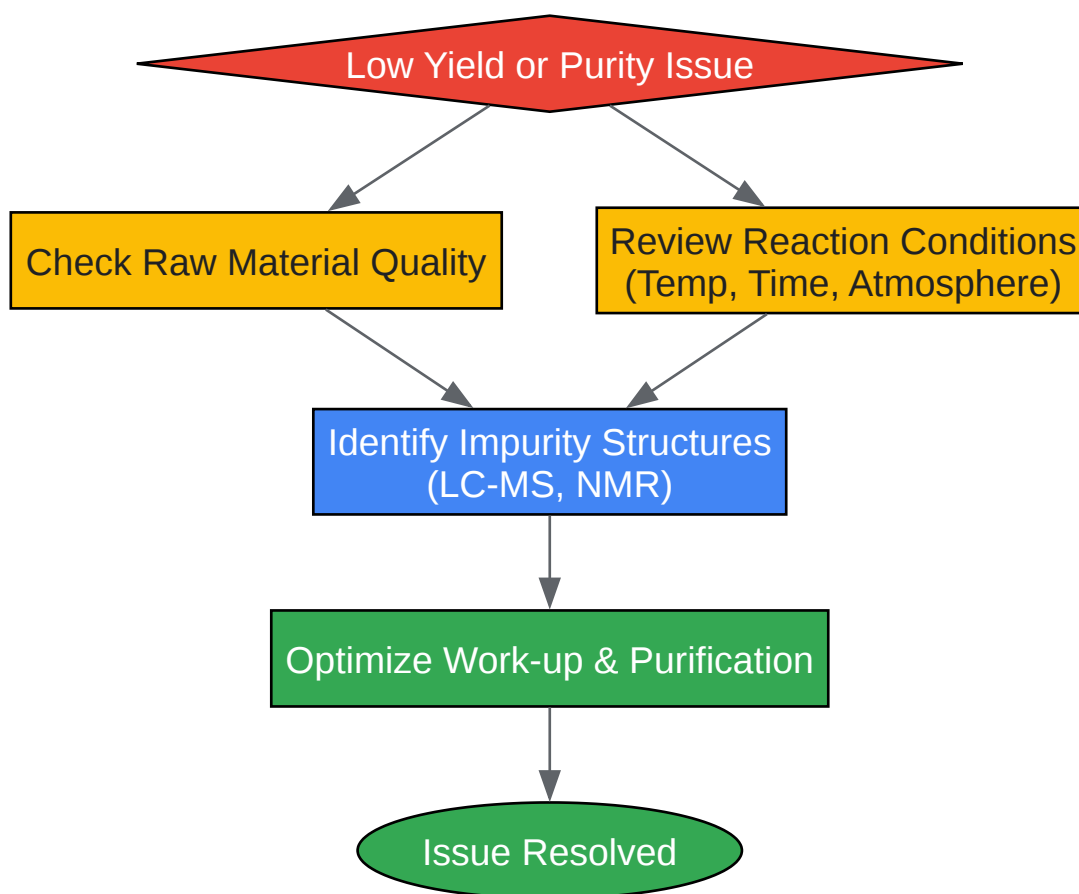 Low Yield or Purity Issue
Check Raw Material Quality
Review Reaction Conditions
(Temp, Time, Atmosphere)
Identify Impurity Structures
(LC-MS, NMR)
Optimize Work-up & Purification
Issue Resolved